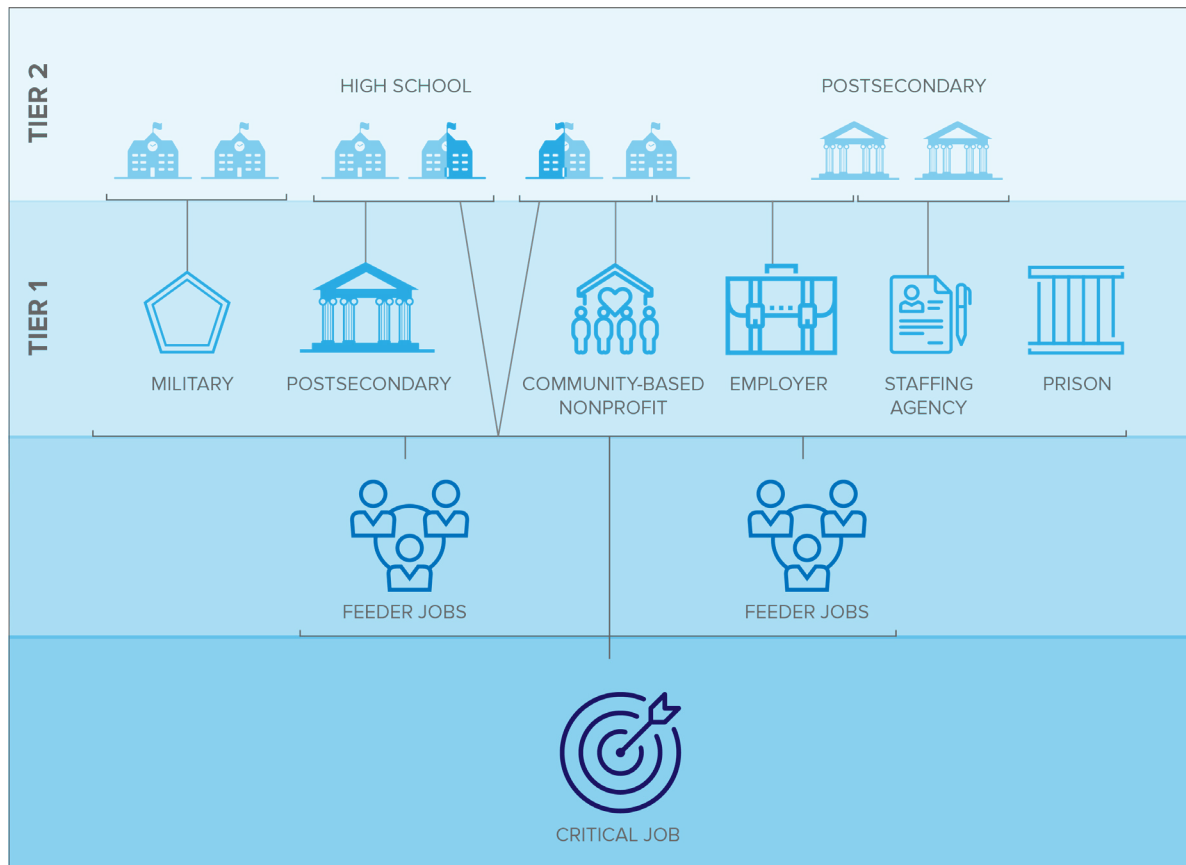 TIER 2
HIGH SCHOOL
POSTSECONDARY
TIER 1
MILITARY
POSTSECONDARY
COMMUNITY-BASED
NONPROFIT
EMPLOYER
STAFFING
AGENCY
PRISON
FEEDER JOBS
FEEDER JOBS
CRITICAL JOB